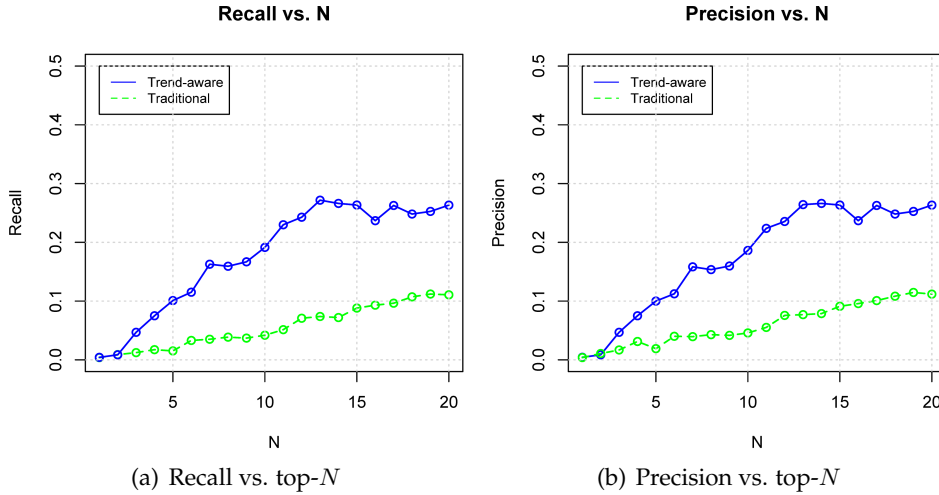 Recall vs. N
0.5
0.4
0.3
0.2
0.1
0.0
Recall
Trend-aware
Traditional
5 10 15 20
N
(a) Recall vs. top-N
Precision vs. N
0.5
0.4
0.3
0.2
0.1
0.0
Precision
Trend-aware
Traditional
5 10 15 20
N
(b) Precision vs. top-N